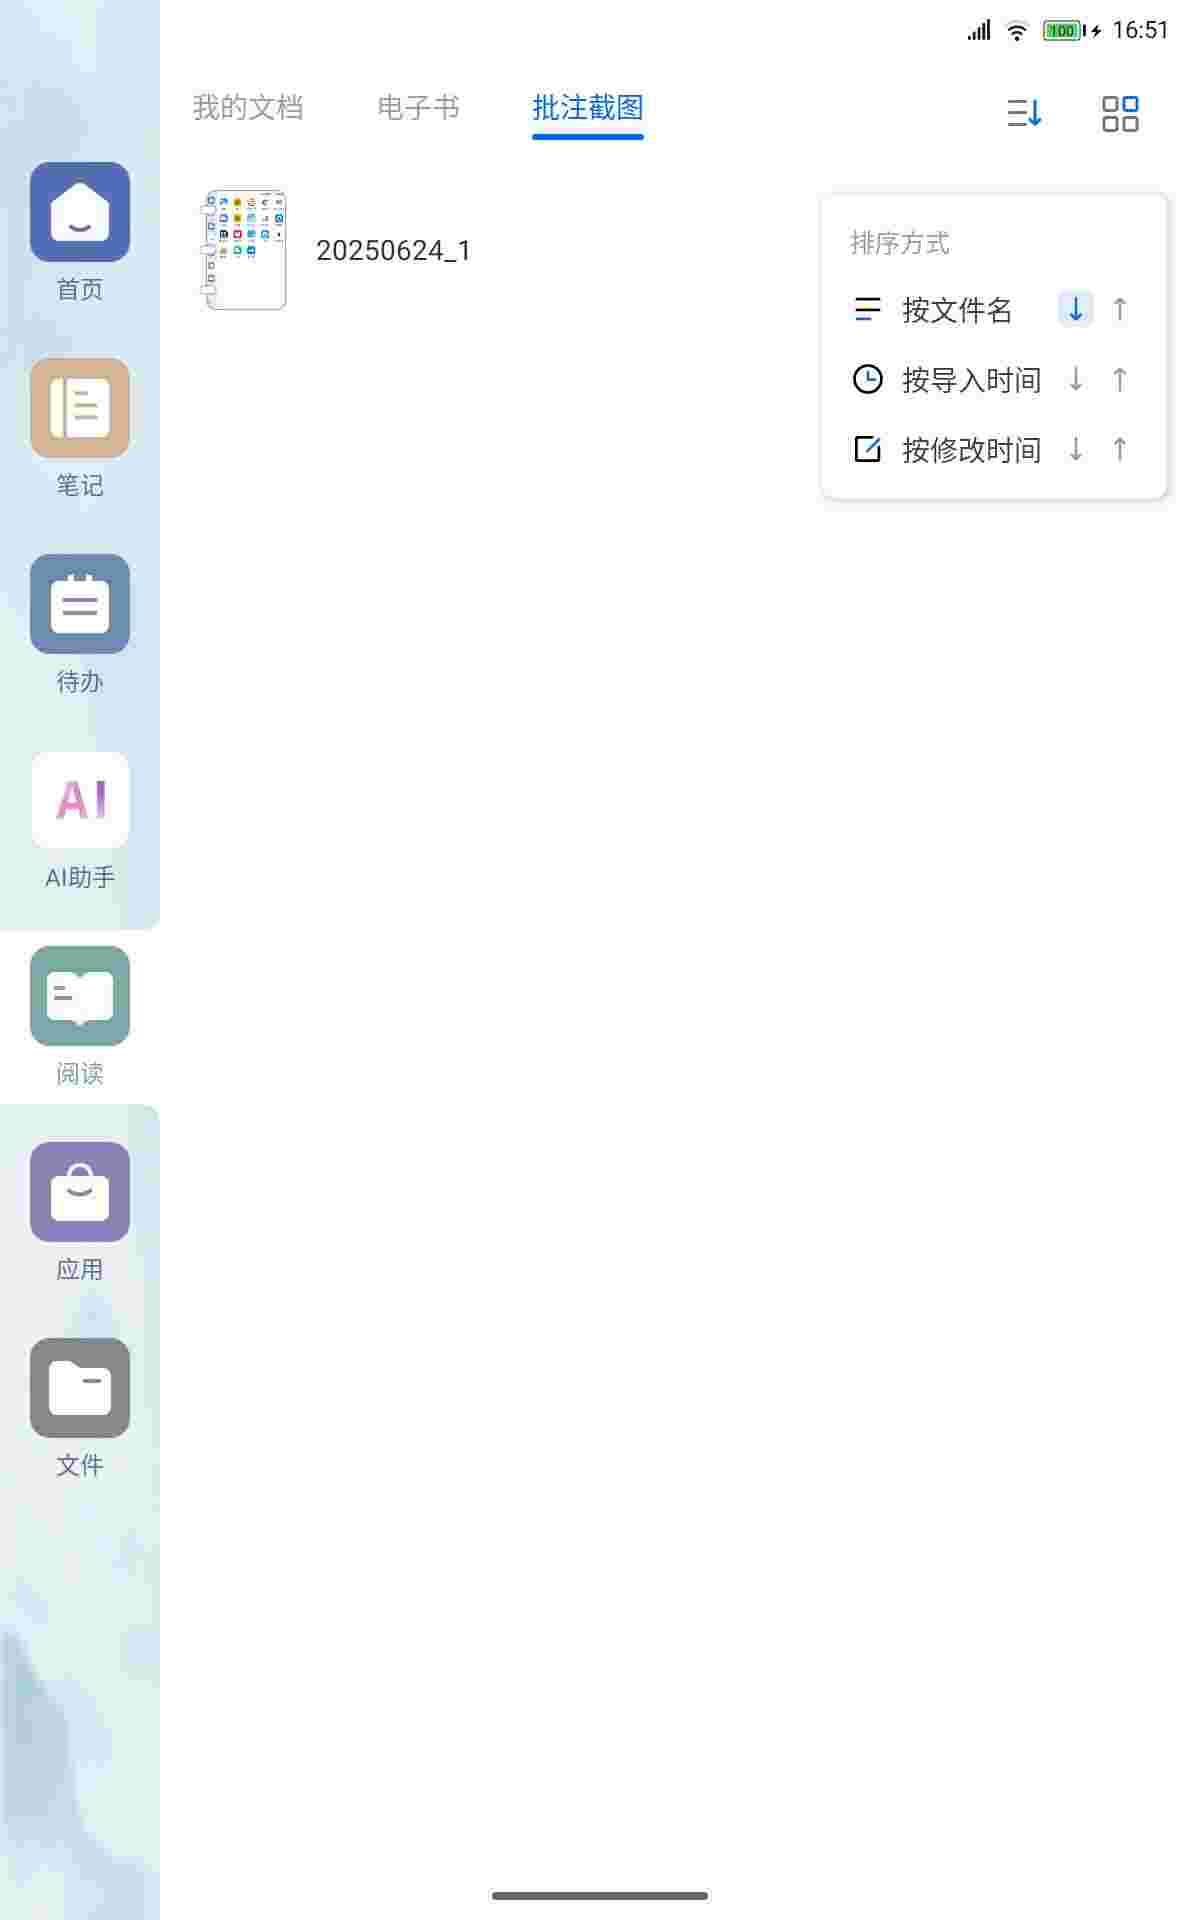 100 16:51
我的文档 电子书 批注截图
首页
笔记
待办
AI
AI助手
阅读
应用
文件
20250624_1
排序方式
按文件名
按导入时间
按修改时间